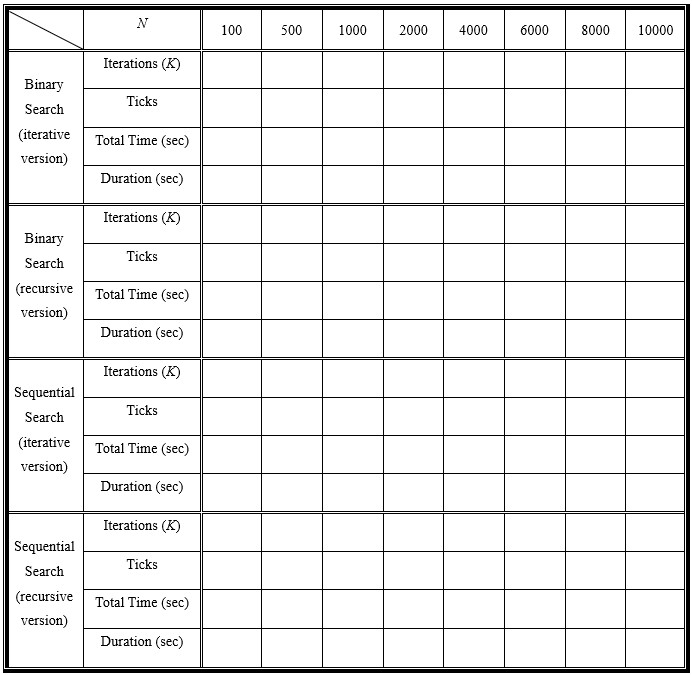 N 100 500 1000 2000 4000 6000 8000 10000
Binary
Search
(iterative
version)
Iterations (K)
Ticks
Total Time (sec)
Duration (sec)
Binary
Search
(recursive
version)
Iterations (K)
Ticks
Total Time (sec)
Duration (sec)
Sequential
Search
(iterative
version)
Iterations (K)
Ticks
Total Time (sec)
Duration (sec)
Sequential
Search
(recursive
version)
Iterations (K)
Ticks
Total Time (sec)
Duration (sec)